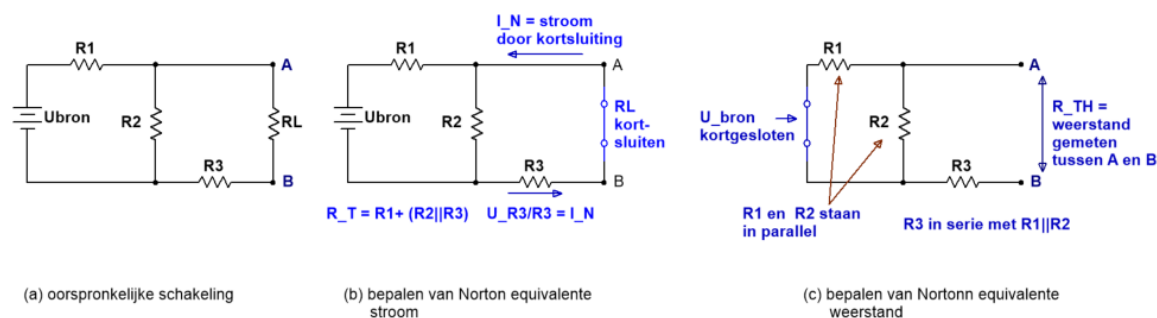 R1
A
Ubron
R2
RL
R3
B
(a) oorspronkelijke schakeling
I_N = stroom
door kortsluiting
R1
A
Ubron
R2
RL
kort-
sluiten
R3
B
R_T = R1+ (R2||R3)
U_R3/R3 = I_N
(b) bepalen van Norton equivalente
stroom
R1
A
U_bron
kortgesloten
R2
R_TH =
weerstand
gemeten
tussen A en B
R3
B
R1 en R2 staan
in parallel
R3 in serie met R1||R2
(c) bepalen van Nortonn equivalente
weerstand